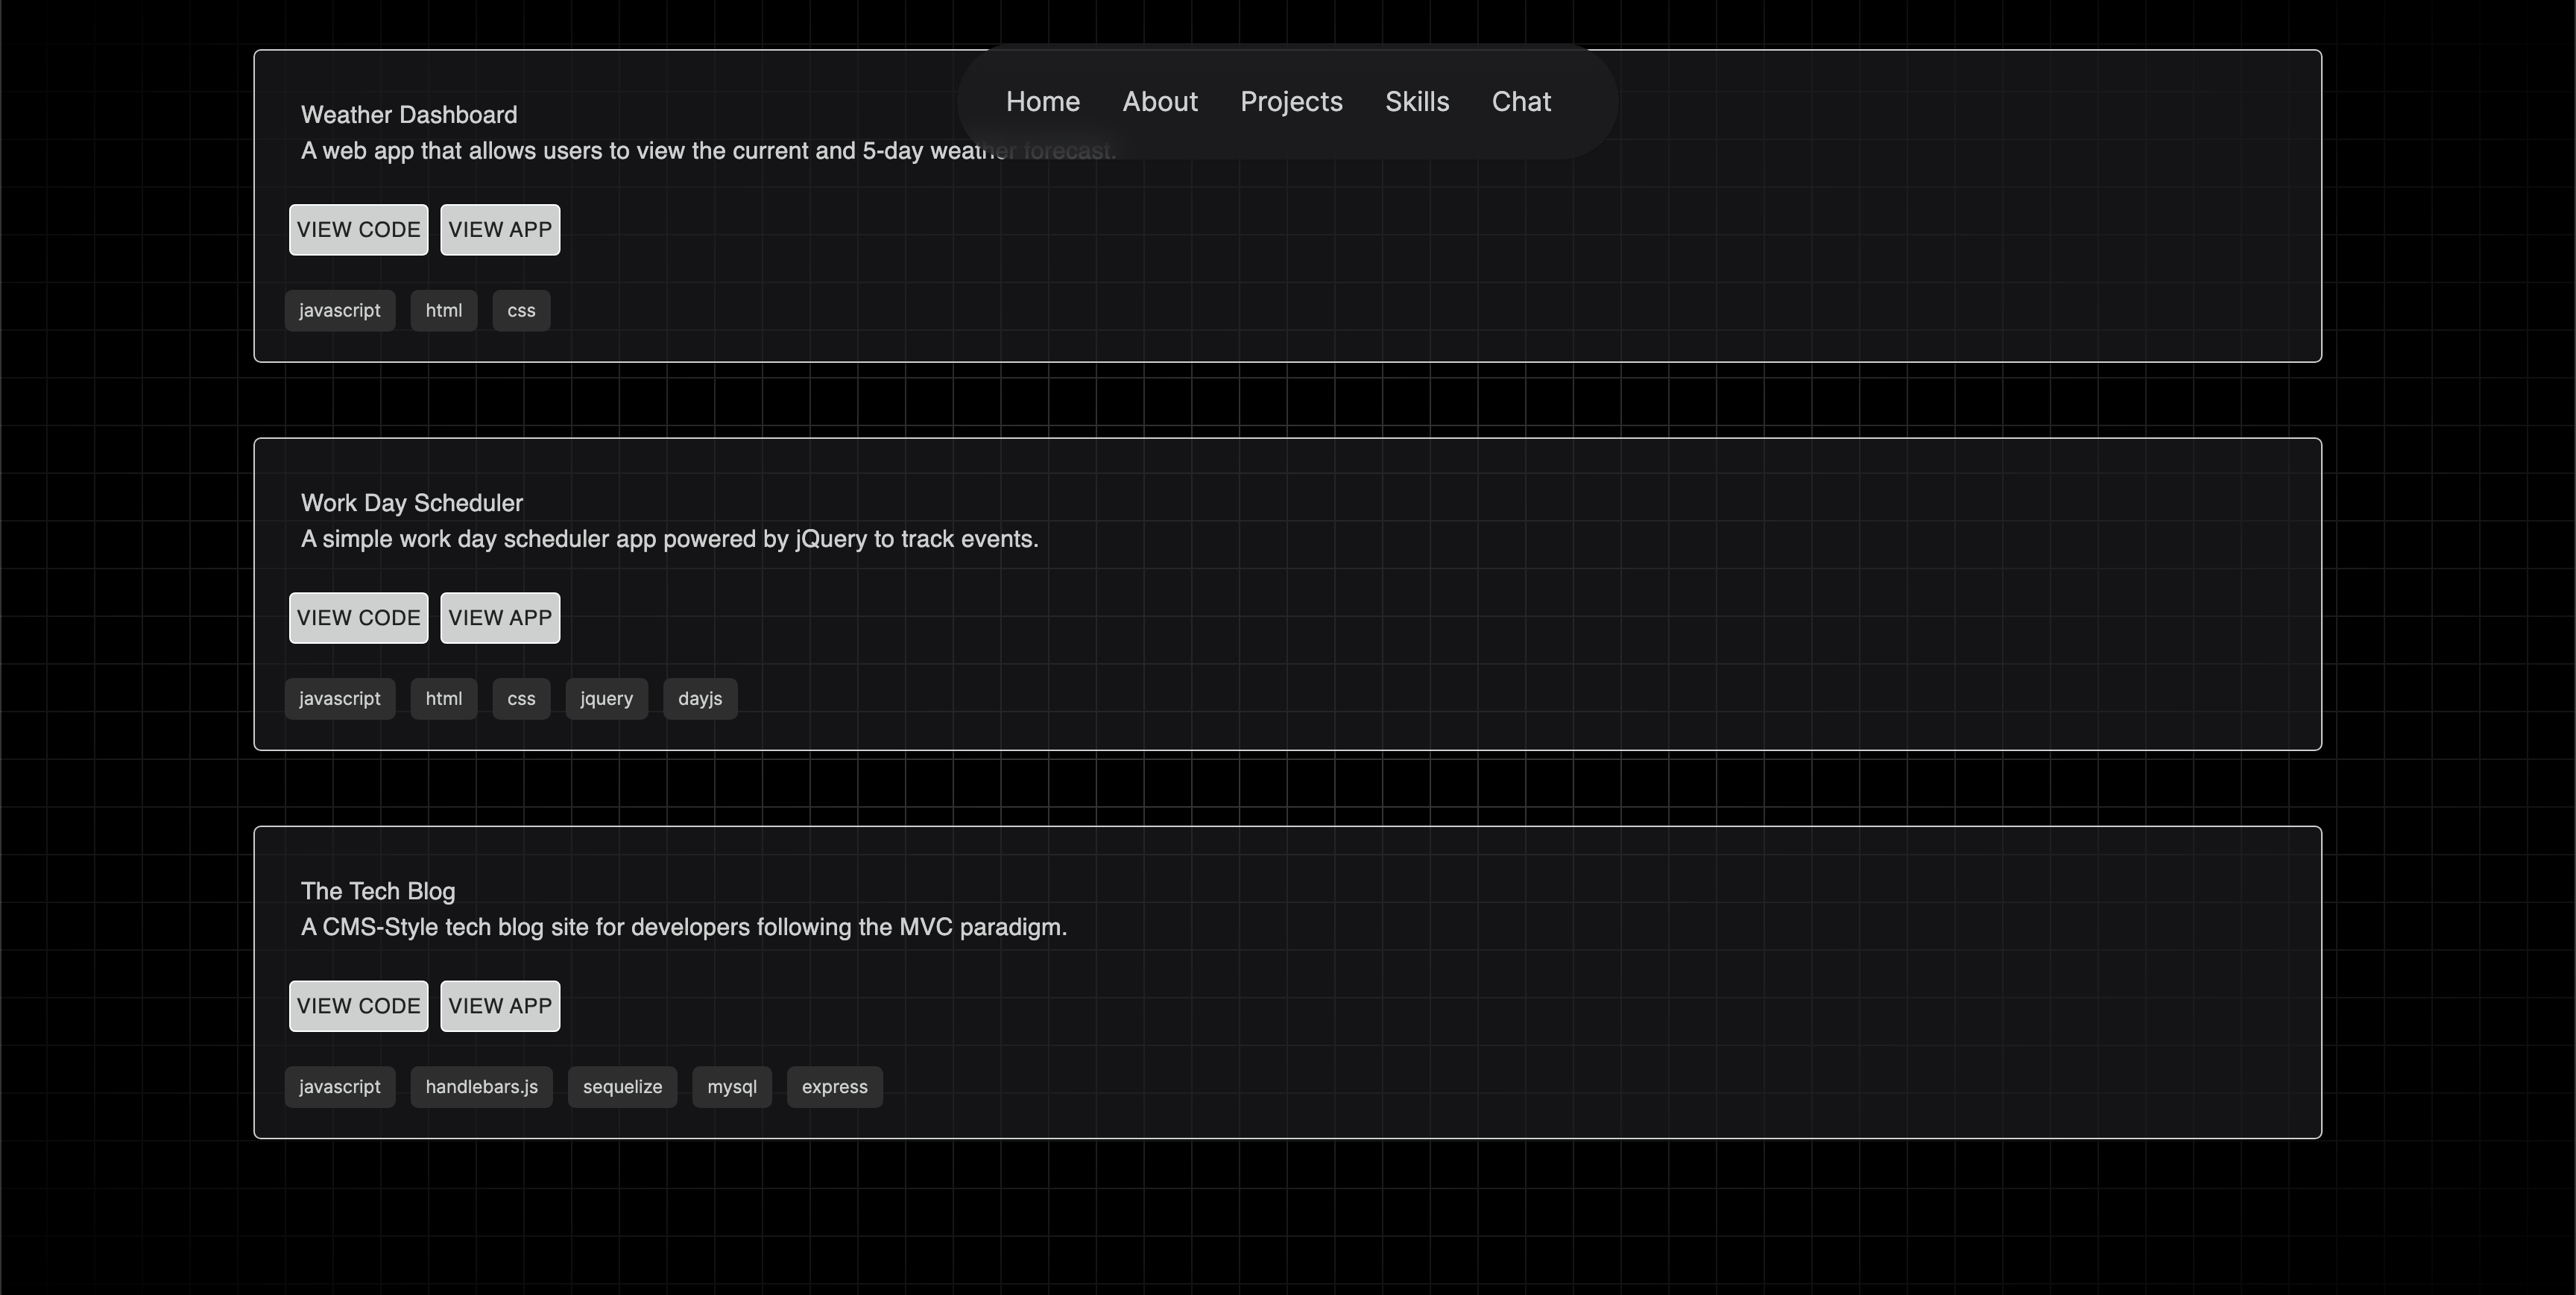 Home About Projects Skills Chat
Weather Dashboard
A web app that allows users to view the current and 5-day weather forecast.
VIEW CODE VIEW APP
javascript html css
Work Day Scheduler
A simple work day scheduler app powered by jQuery to track events.
VIEW CODE VIEW APP
javascript html css jquery dayjs
The Tech Blog
A CMS-Style tech blog site for developers following the MVC paradigm.
VIEW CODE VIEW APP
javascript handlebars.js sequelize mysql express